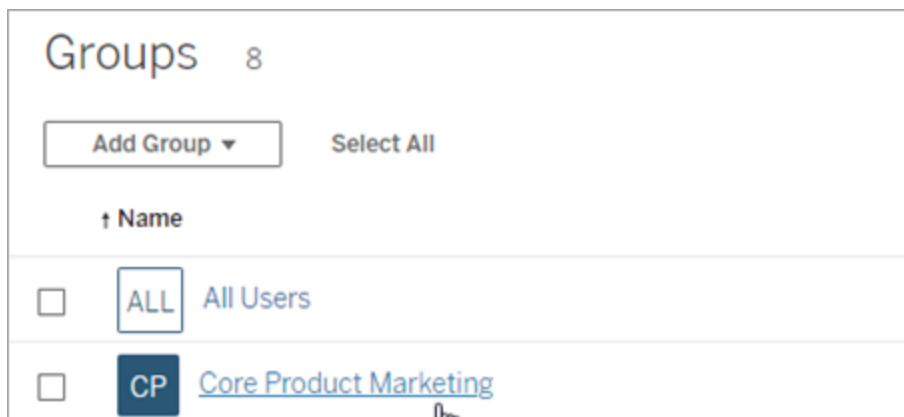 Groups 8
Add Group ▾ Select All
↑ Name
ALL All Users
CP Core Product Marketing